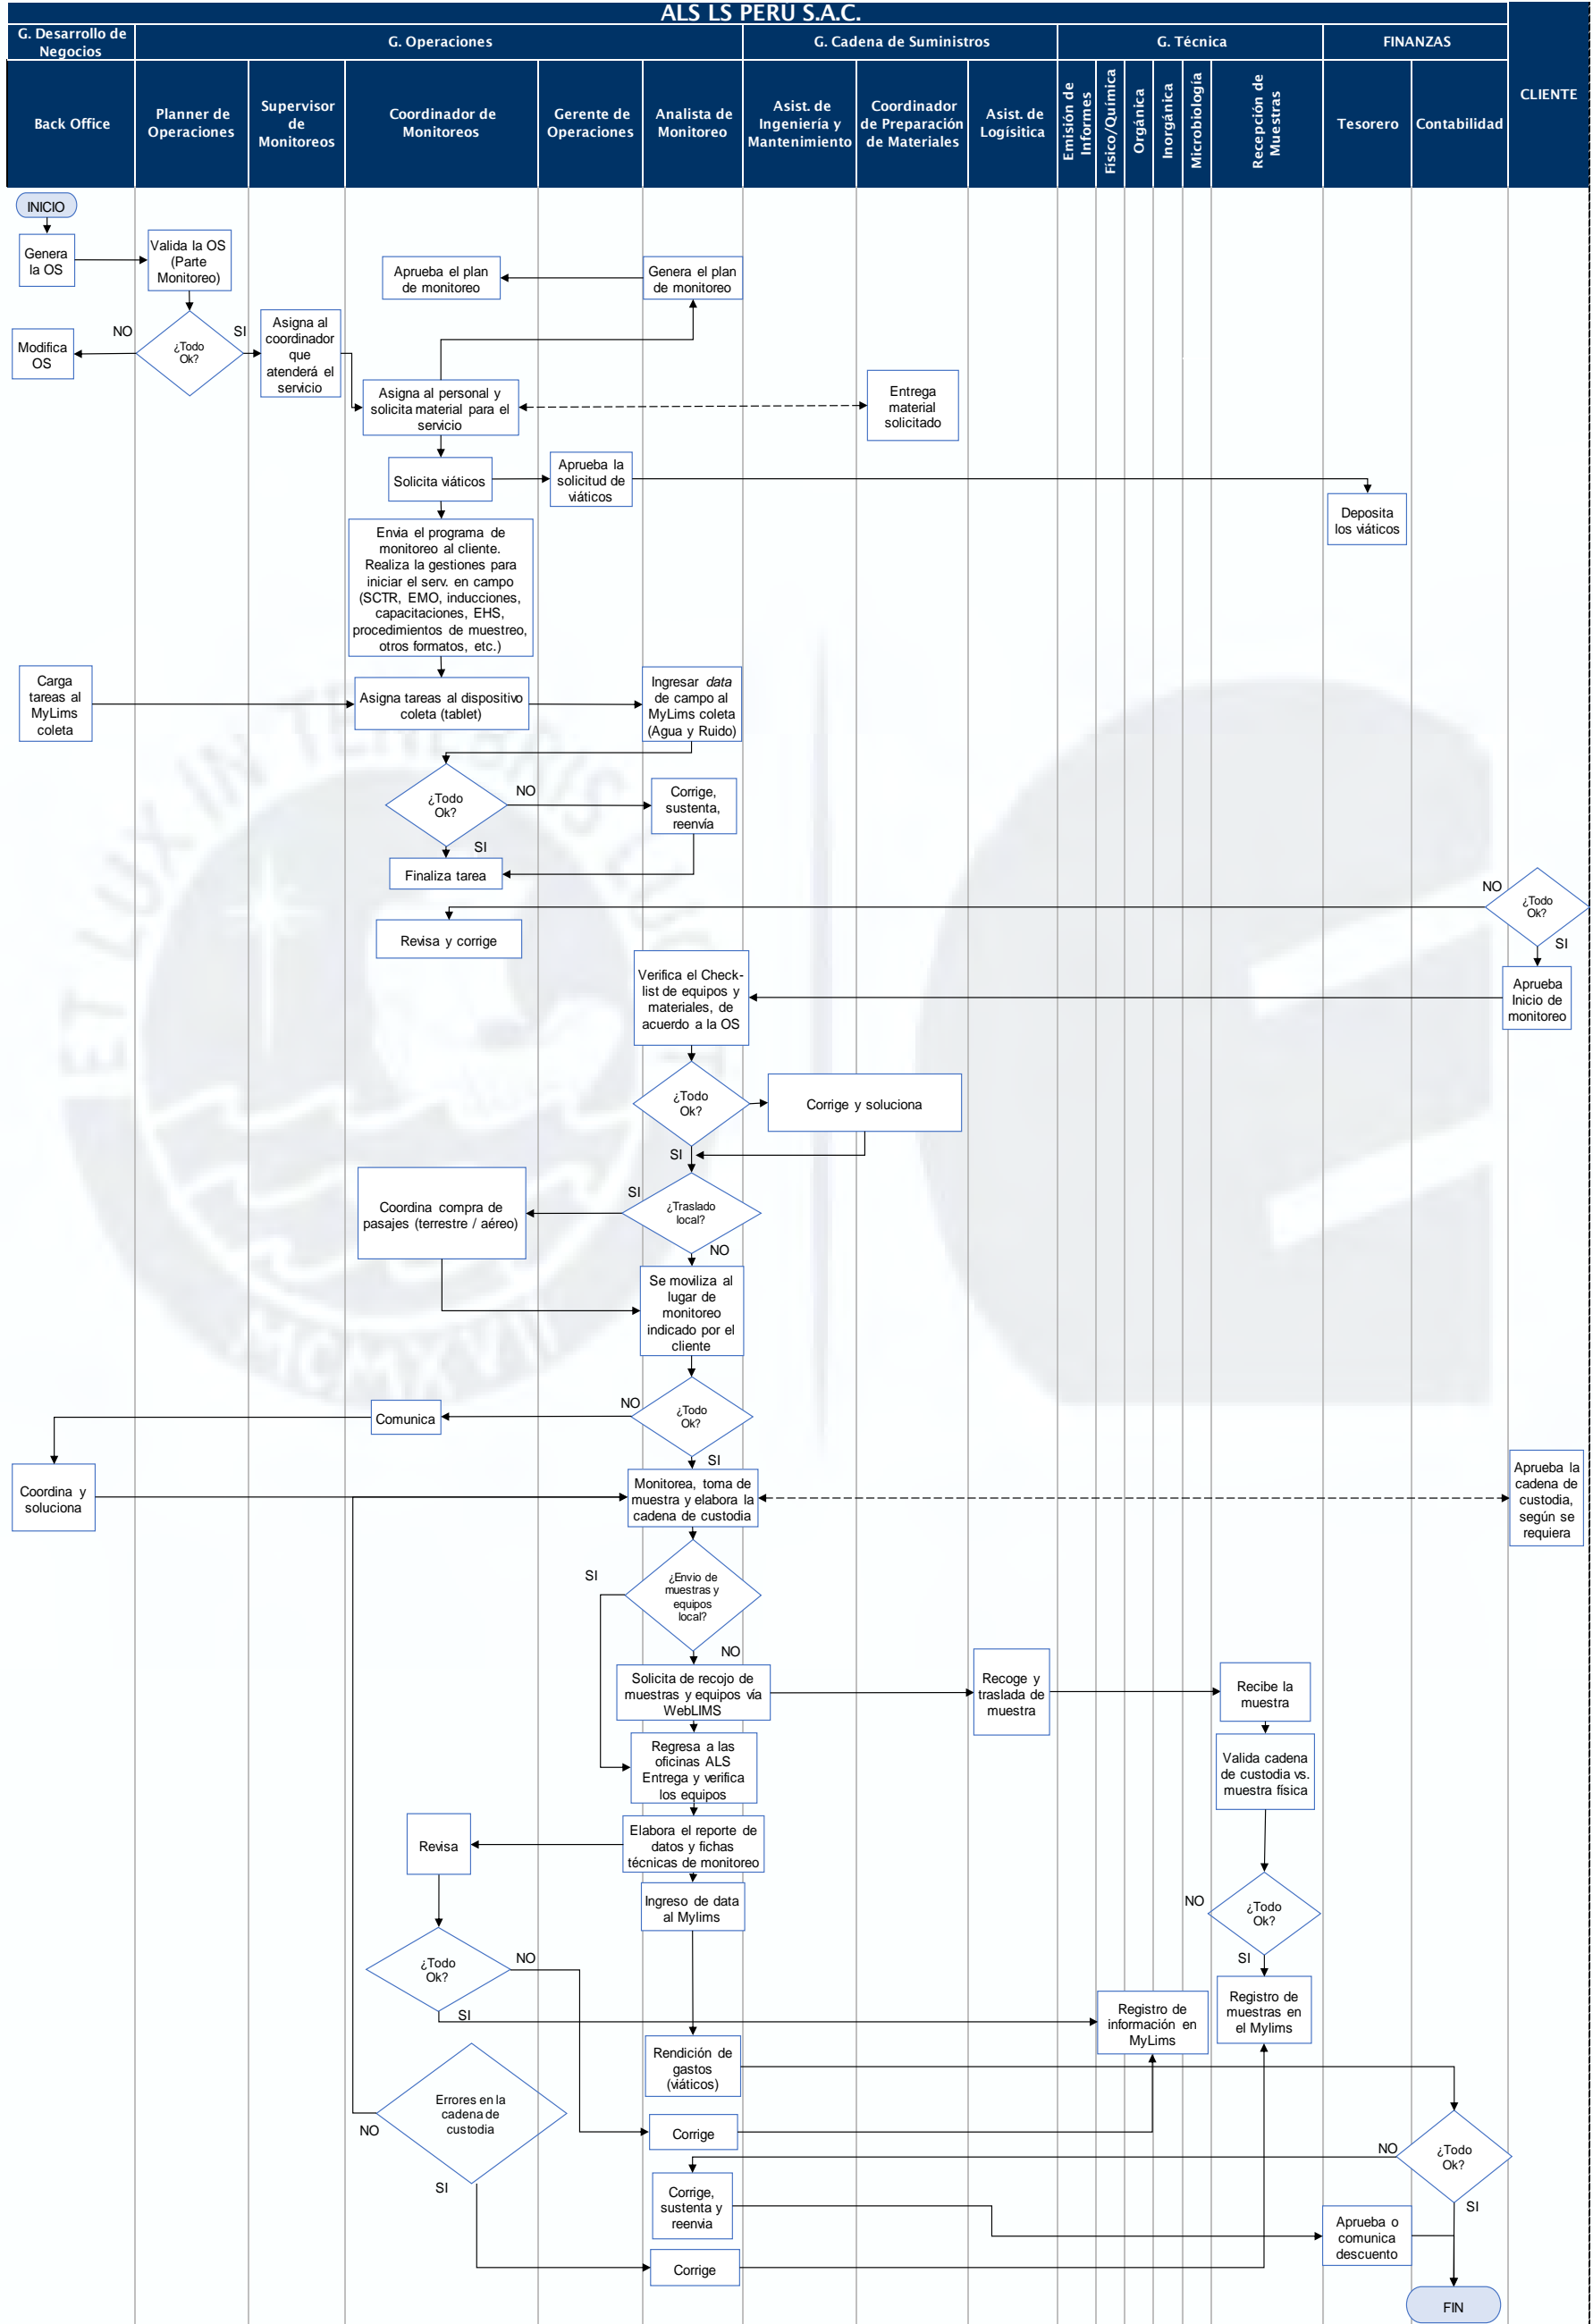 ALS LS PERU S.A.C.
G. Desarrollo de
Negocios
G. Operaciones
G. Cadena de Suministros
G. Técnica
FINANZAS
CLIENTE
Back Office
Planner de
Operaciones
Supervisor
de
Monitoreos
Coordinador de
Monitoreos
Gerente de
Operaciones
Analista de
Monitoreo
Asist. de
Ingeniería y
Mantenimiento
Coordinador
de Preparación
de Materiales
Asist. de
Logísitica
Emisión de
Informes
Físico/Química
Orgánica
Inorgánica
Microbiología
Recepción de
Muestras
Tesorero
Contabilidad
INICIO
Genera
la OS
Valida la OS
(Parte
Monitoreo)
Aprueba el plan
de monitoreo
Genera el plan
de monitoreo
Modifica
OS
NO
¿Todo
Ok?
SI
Asigna al
coordinador
que
atenderá el
servicio
Asigna al personal y
solicita material para el
servicio
Entrega
material
solicitado
Solicita viáticos
Aprueba la
solicitud de
viáticos
Deposita
los viáticos
Envia el programa de
monitoreo al cliente.
Realiza la gestiones para
iniciar el serv. en campo
(SCTR, EMO, inducciones,
capacitaciones, EHS,
procedimientos de muestreo,
otros formatos, etc.)
Carga
tareas al
MyLims
coleta
Asigna tareas al dispositivo
coleta (tablet)
Ingresar data
de campo al
MyLims coleta
(Agua y Ruido)
¿Todo
Ok?
NO
SI
Corrige,
sustenta,
reenvía
Finaliza tarea
NO
¿Todo
Ok?
SI
Revisa y corrige
Verifica el Check-
list de equipos y
materiales, de
acuerdo a la OS
Aprueba
Inicio de
monitoreo
¿Todo
Ok?
Corrige y soluciona
SI
Coordina compra de
pasajes (terrestre / aéreo)
SI
¿Traslado
local?
NO
Se moviliza al
lugar de
monitoreo
indicado por el
cliente
Comunica
NO
¿Todo
Ok?
SI
Coordina y
soluciona
Monitorea, toma de
muestra y elabora la
cadena de custodia
Aprueba la
cadena de
custodia,
según se
requiera
SI
¿Envio de
muestras y
equipos
local?
NO
Solicita de recojo de
muestras y equipos vía
WebLIMS
Recoge y
traslada de
muestra
Recibe la
muestra
Regresa a las
oficinas ALS
Entrega y verifica
los equipos
Valida cadena
de custodia vs.
muestra física
Revisa
Elabora el reporte de
datos y fichas
técnicas de monitoreo
Ingreso de data
al Mylims
NO
¿Todo
Ok?
SI
¿Todo
Ok?
NO
SI
Registro de
información en
MyLims
Registro de
muestras en
el Mylims
Rendición de
gastos
(viáticos)
Errores en la
cadena de
custodia
NO
SI
Corrige
NO
¿Todo
Ok?
SI
Corrige,
sustenta y
reenvia
Aprueba o
comunica
descuento
Corrige
FIN
ET LUX IN TENEBRIS LUCET
MCMXVII